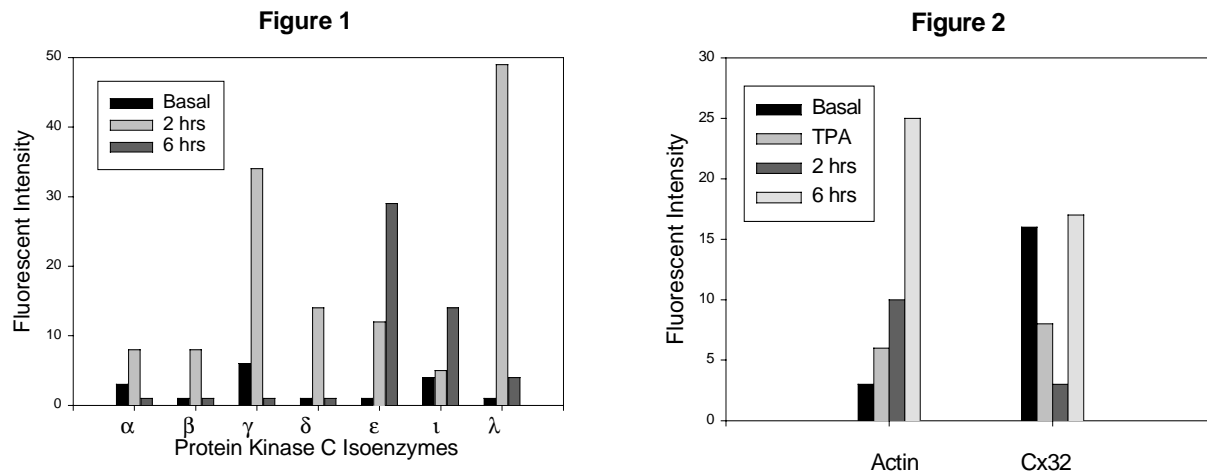 Figure 1
Fluorescent Intensity
50
40
30
20
10
0
Basal
2 hrs
6 hrs
α β γ δ ε ι λ
Protein Kinase C Isoenzymes
Figure 2
Fluorescent Intensity
30
25
20
15
10
5
0
Basal
TPA
2 hrs
6 hrs
Actin Cx32